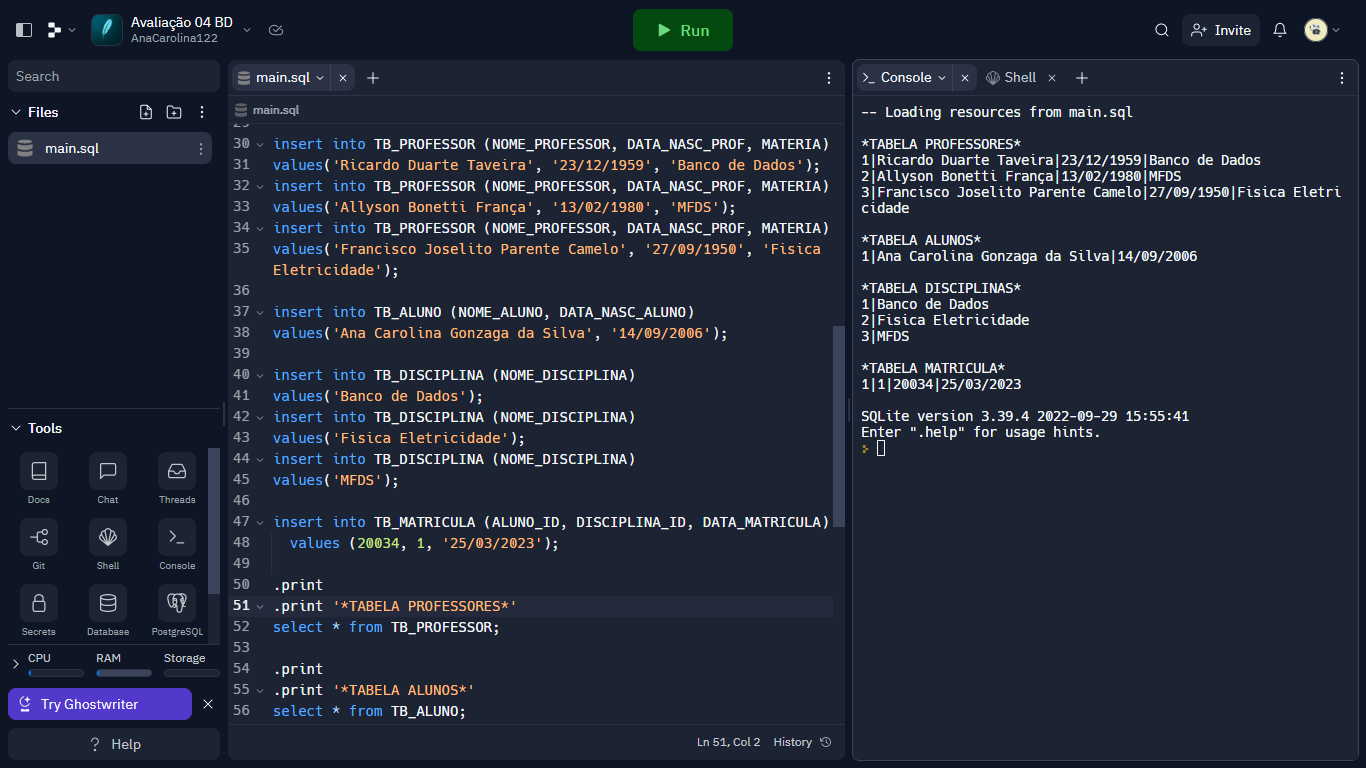 Avaliação 04 BD
AnaCarolina122
Run
Invite
Search
Files
main.sql
Tools
Docs
Chat
Threads
Git
Shell
Console
Secrets
Database
PostgreSQL
CPU
RAM
Storage
Try Ghostwriter
? Help
main.sql
main.sql
29
30 insert into TB_PROFESSOR (NOME_PROFESSOR, DATA_NASC_PROF, MATERIA)
31 values('Ricardo Duarte Taveira', '23/12/1959', 'Banco de Dados');
32 insert into TB_PROFESSOR (NOME_PROFESSOR, DATA_NASC_PROF, MATERIA)
33 values('Allyson Bonetti França', '13/02/1980', 'MFDS');
34 insert into TB_PROFESSOR (NOME_PROFESSOR, DATA_NASC_PROF, MATERIA)
35 values('Francisco Joselito Parente Camelo', '27/09/1950', 'Fisica
Eletricidade');
36
37 insert into TB_ALUNO (NOME_ALUNO, DATA_NASC_ALUNO)
38 values('Ana Carolina Gonzaga da Silva', '14/09/2006');
39
40 insert into TB_DISCIPLINA (NOME_DISCIPLINA)
41 values('Banco de Dados');
42 insert into TB_DISCIPLINA (NOME_DISCIPLINA)
43 values('Fisica Eletricidade');
44 insert into TB_DISCIPLINA (NOME_DISCIPLINA)
45 values('MFDS');
46
47 insert into TB_MATRICULA (ALUNO_ID, DISCIPLINA_ID, DATA_MATRICULA)
48 values (20034, 1, '25/03/2023');
49
50 .print
51 .print '*TABELA PROFESSORES*'
52 select * from TB_PROFESSOR;
53
54 .print
55 .print '*TABELA ALUNOS*'
56 select * from TB_ALUNO;
Ln 51, Col 2 History
Console
Shell
-- Loading resources from main.sql
*TABELA PROFESSORES*
1|Ricardo Duarte Taveira|23/12/1959|Banco de Dados
2|Allyson Bonetti França|13/02/1980|MFDS
3|Francisco Joselito Parente Camelo|27/09/1950|Fisica Eletri
cidade
*TABELA ALUNOS*
1|Ana Carolina Gonzaga da Silva|14/09/2006
*TABELA DISCIPLINAS*
1|Banco de Dados
2|Fisica Eletricidade
3|MFDS
*TABELA MATRICULA*
1|1|20034|25/03/2023
SQLite version 3.39.4 2022-09-29 15:55:41
Enter ".help" for usage hints.